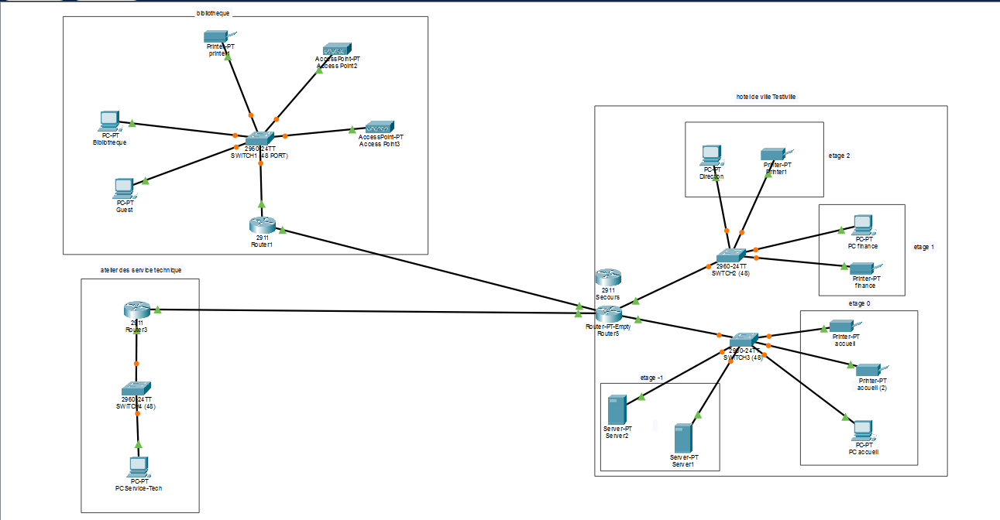 bibliotheque
Printer-PT
printer1
AccessPoint-PT
Access Point2
PC-PT
Bibliotheque
AccessPoint-PT
Access Point3
2960-24TT
SWITCH1 (48 PORT)
PC-PT
Guest
2911
Router1
atelier des service technique
2911
Router3
2960-24TT
SWITCH4 (48)
PC-PT
PC Service-Tech
hotel de ville Testiville
etage 2
PC-PT
Direction
Printer-PT
Printer1
etage 1
PC-PT
PC finance
Printer-PT
finance
2960-24TT
SWTCH2 (48)
2911
Secours
Router-PT-Empty
Router5
etage 0
Printer-PT
accueil
Printer-PT
accueil (2)
PC-PT
PC accueil
2960-24TT
SWITCH3 (48)
etage -1
Server-PT
Server2
Server-PT
Server1